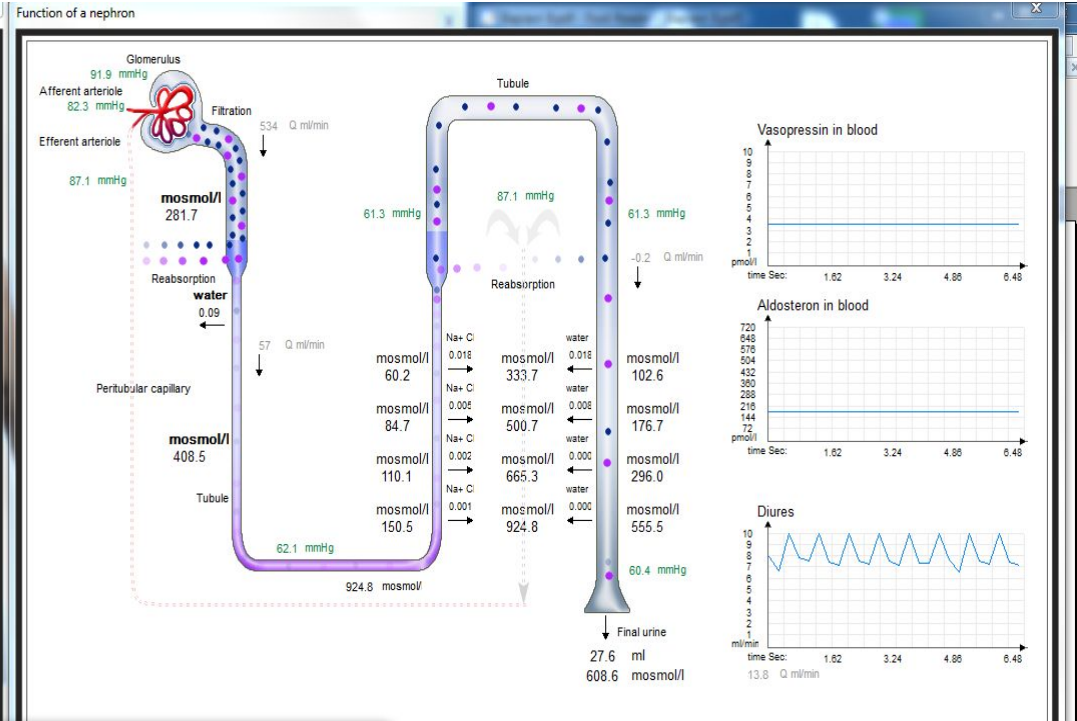 Function of a nephron
Glomerulus
91.9 mmHg
Afferent arteriole
82.3 mmHg
Filtration
534 Q ml/min
Efferent arteriole
87.1 mmHg
mosmol/l
281.7
Reabsorption
water
0.09
57 Q ml/min
Peritubular capillary
mosmol/l
408.5
Tubule
62.1 mmHg
924.8 mosmol/
Tubule
61.3 mmHg
87.1 mmHg
61.3 mmHg
-0.2 Q ml/min
Reabsorption
Na+ Cl water
mosmol/l 0.018 mosmol/l 0.018 mosmol/l
60.2 333.7 102.6
Na+ Cl water
mosmol/l 0.005 mosmol/l 0.008 mosmol/l
84.7 500.7 176.7
Na+ Cl water
mosmol/l 0.002 mosmol/l 0.000 mosmol/l
110.1 665.3 296.0
Na+ Cl water
mosmol/l 0.001 mosmol/l 0.000 mosmol/l
150.5 924.8 555.5
60.4 mmHg
Final urine
27.6 ml
608.6 mosmol/l
Vasopressin in blood
10
9
8
7
6
5
4
3
2
1
pmol/l
time Sec: 1.62 3.24 4.86 6.48
Aldosteron in blood
720
648
576
504
432
360
288
216
144
72
pmol/l
time Sec: 1.62 3.24 4.86 6.48
Diures
10
9
8
7
6
5
4
3
2
1
ml/min
time Sec: 1.62 3.24 4.86 6.48
13.8 Q ml/min